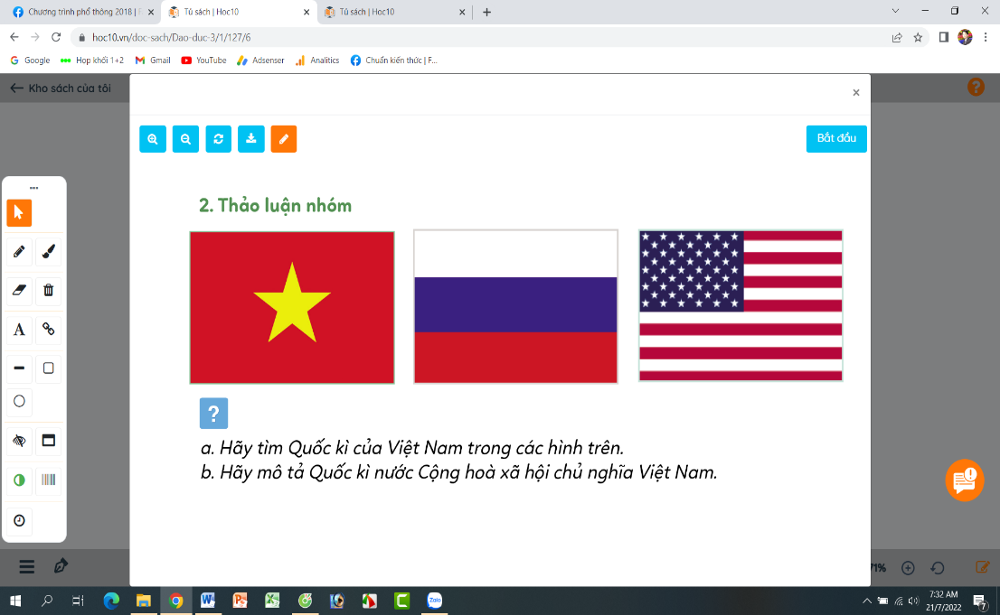 Chương trình phổ thông 2018 | F
Tủ sách | Hoc10
Tủ sách | Hoc10
hoc10.vn/doc-sach/Dao-duc-3/1/127/6
Google
Họp khối 1+2
Gmail
YouTube
Adsenser
Analitics
Chuẩn kiến thức | F...
Kho sách của tôi
Bắt đầu
2. Thảo luận nhóm
?
a. Hãy tìm Quốc kì của Việt Nam trong các hình trên.
b. Hãy mô tả Quốc kì nước Cộng hoà xã hội chủ nghĩa Việt Nam.
71%
7:32 AM
21/7/2022
7
Zalo